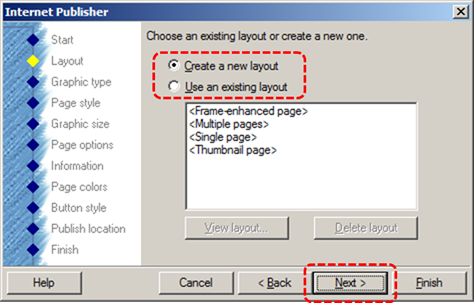 Internet Publisher
Start
Layout
Graphic type
Page style
Graphic size
Page options
Information
Page colors
Button style
Publish location
Finish
Choose an existing layout or create a new one.
Create a new layout
Use an existing layout
<Frame-enhanced page>
<Multiple pages>
<Single page>
<Thumbnail page>
View layout...
Delete layout
Help
Cancel
< Back
Next >
Finish